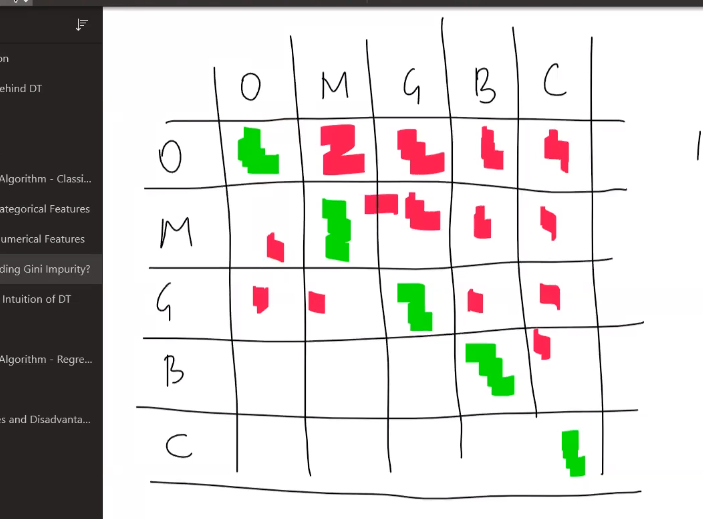 on
ehind DT
Algorithm - Classi...
ategorical Features
umerical Features
ding Gini Impurity?
Intuition of DT
Algorithm - Regre...
es and Disadvanta...
O M G B C
O
M
G
B
C